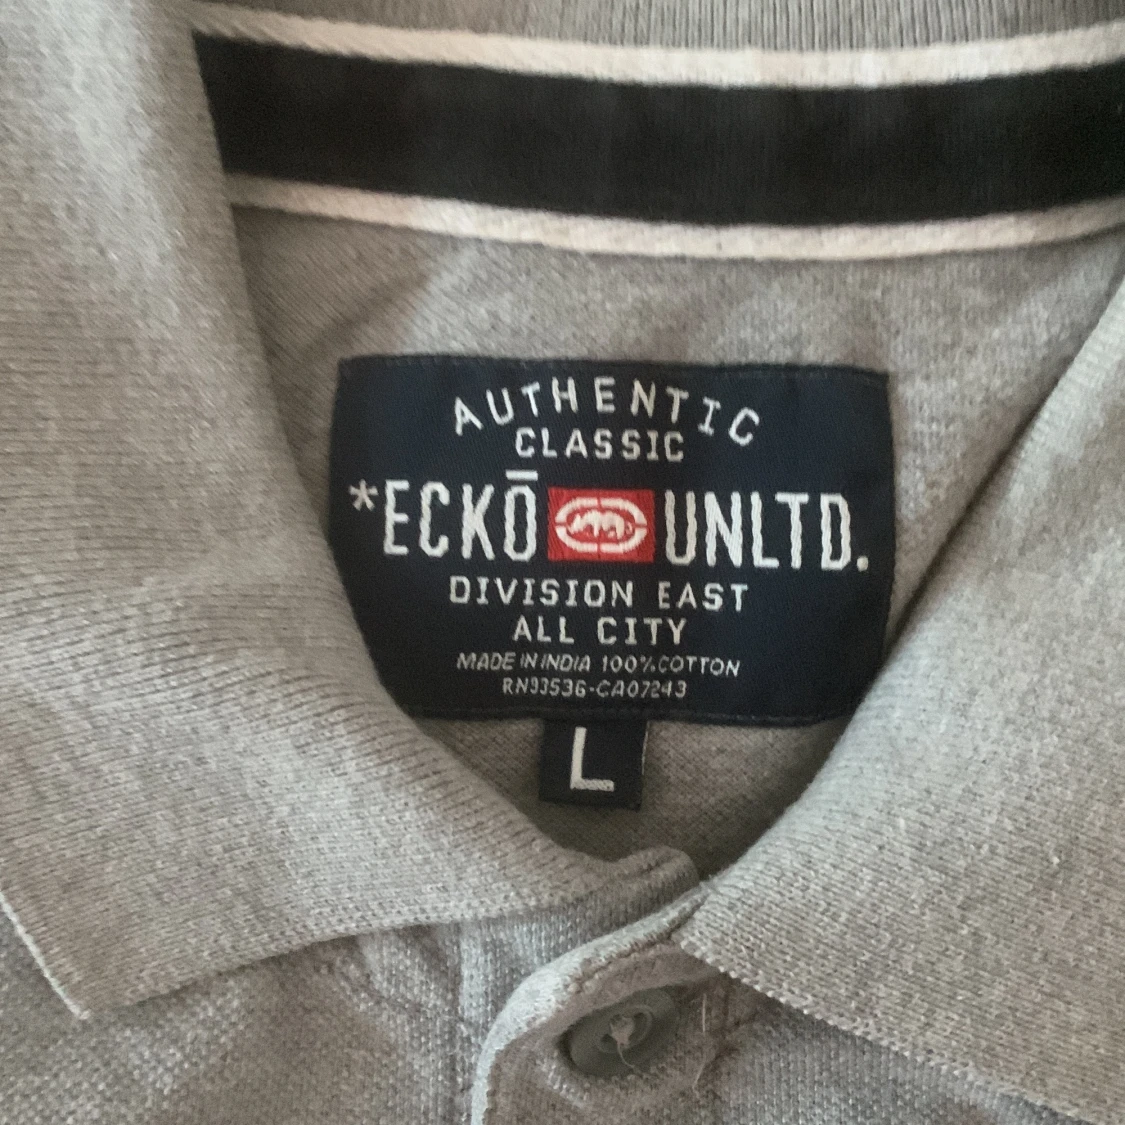 AUTHENTIC
CLASSIC
*ECKŌ UNLTD.
DIVISION EAST
ALL CITY
MADE IN INDIA 100% COTTON
RN93536-CA07243
L